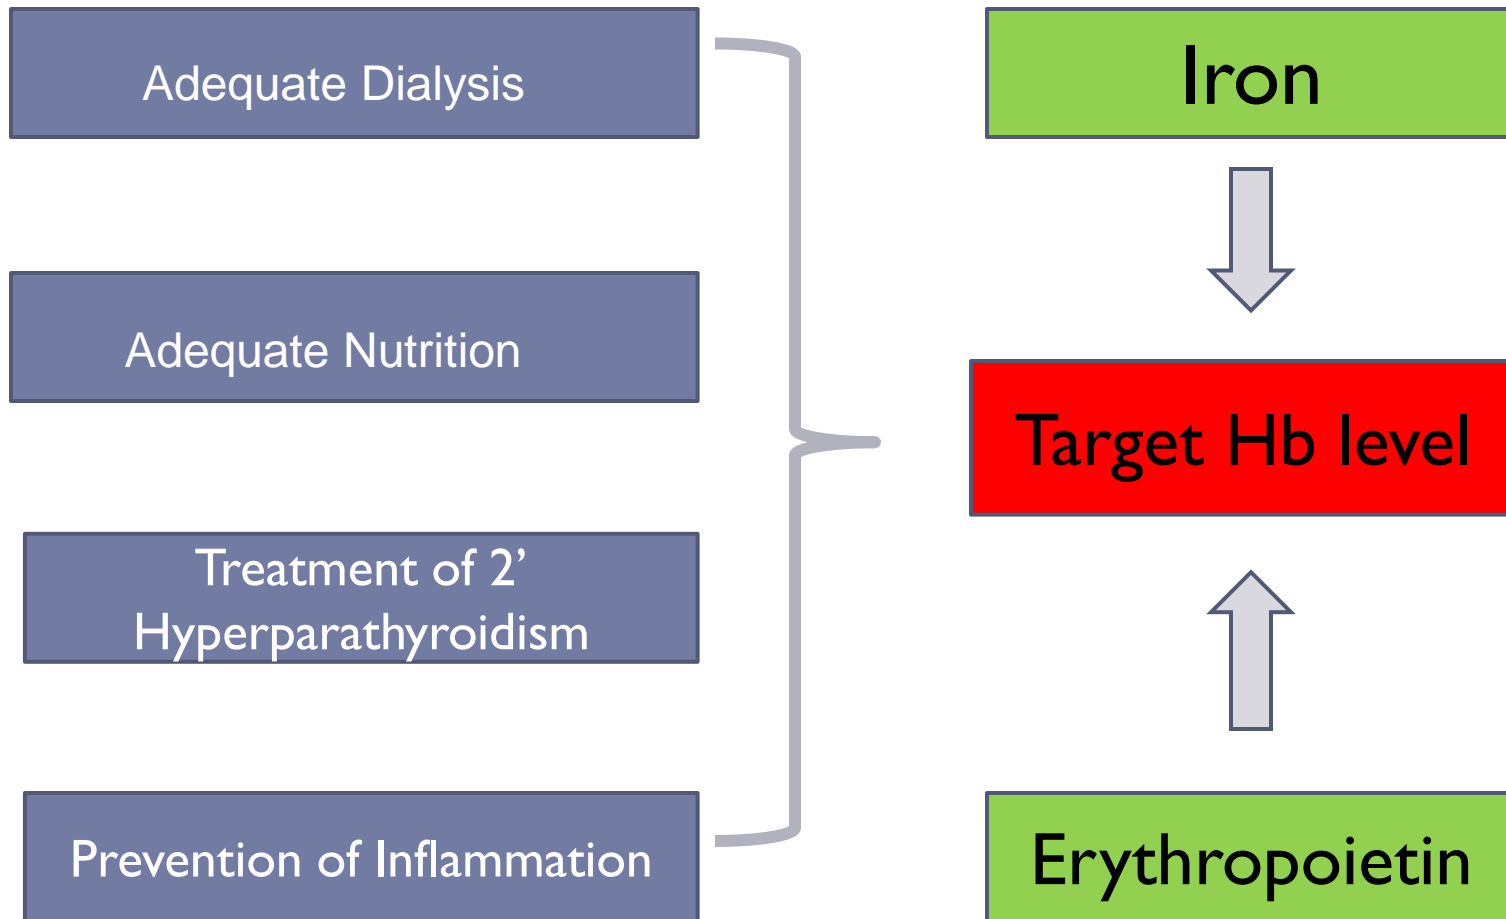 Adequate Dialysis
Adequate Nutrition
Treatment of 2’
Hyperparathyroidism
Prevention of Inflammation
Iron
Target Hb level
Erythropoietin